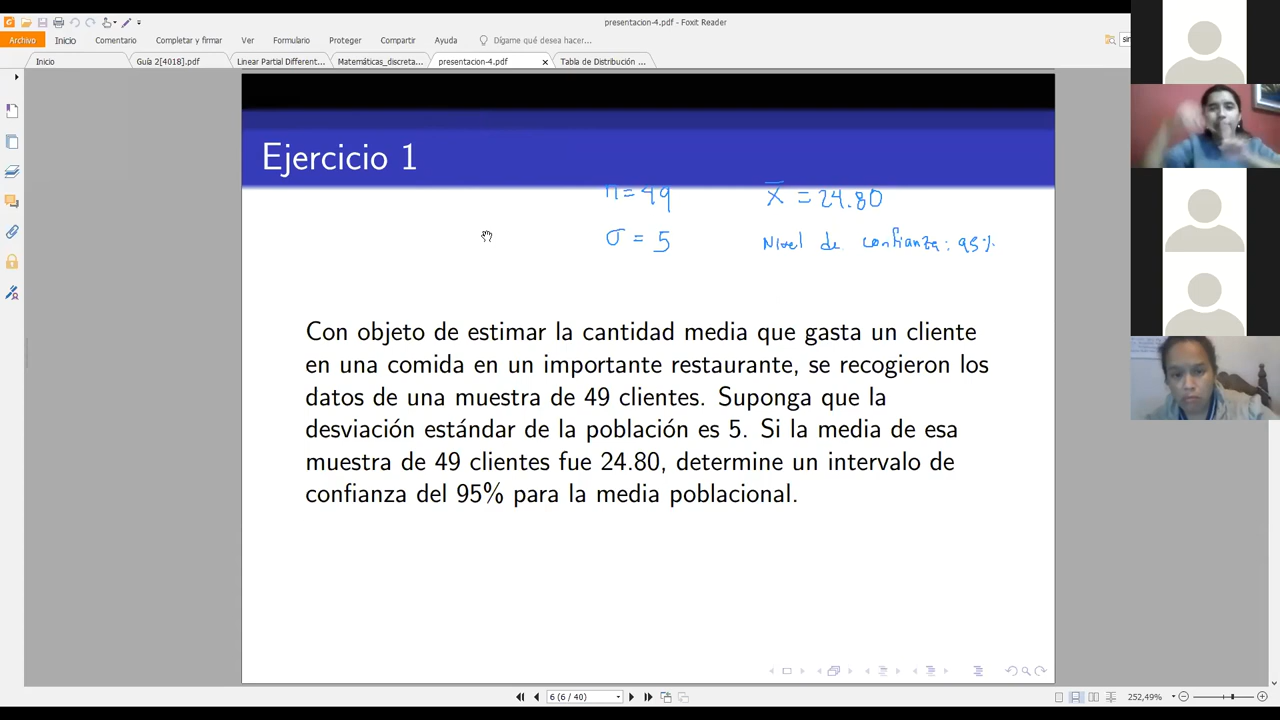 presentacion-4.pdf - Foxit Reader
Archivo Inicio Comentario Completar y firmar Ver Formulario Proteger Compartir Ayuda Dígame qué desea hacer...
Inicio Guía 2[4018].pdf Linear Partial Different... Matemáticas_discreta... presentacion-4.pdf Tabla de Distribución ...
Ejercicio 1
n = 49 x̄ = 24.80
σ = 5 Nivel de confianza: 95%
Con objeto de estimar la cantidad media que gasta un cliente
en una comida en un importante restaurante, se recogieron los
datos de una muestra de 49 clientes. Suponga que la
desviación estándar de la población es 5. Si la media de esa
muestra de 49 clientes fue 24.80, determine un intervalo de
confianza del 95% para la media poblacional.
6 (6 / 40)
252,49%